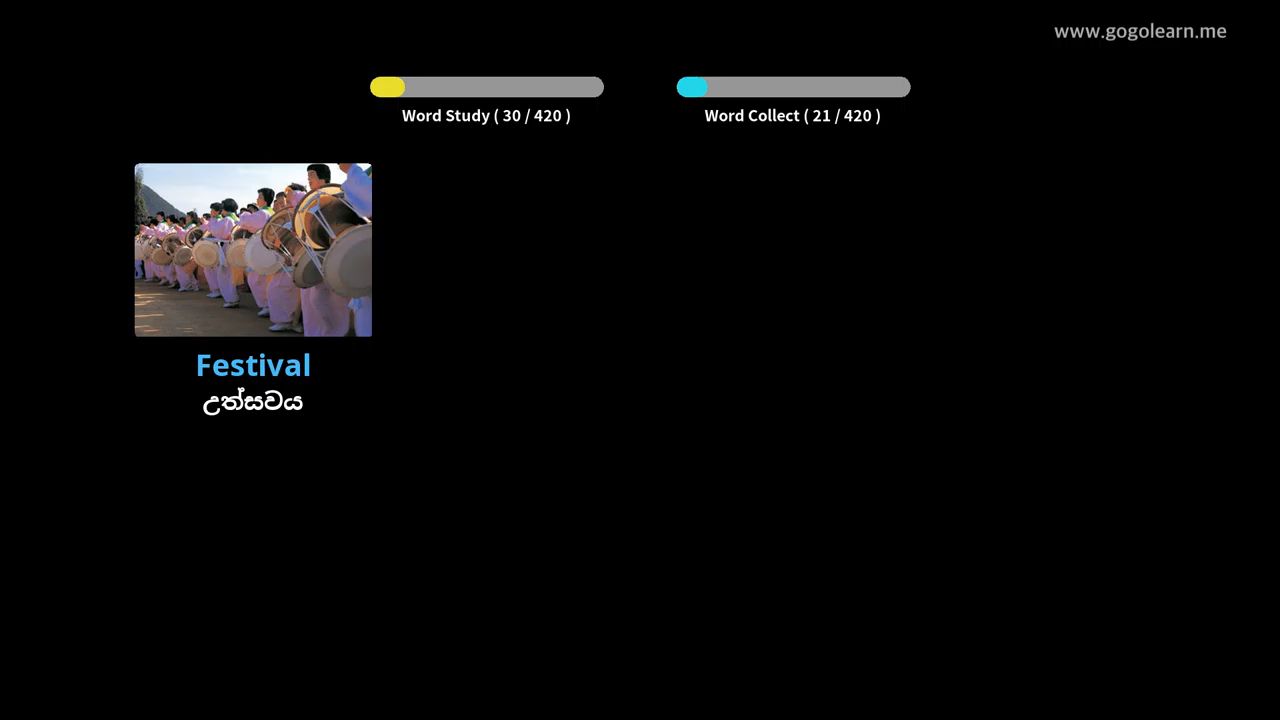 www.gogolearn.me
Word Study ( 30 / 420 )
Word Collect ( 21 / 420 )
Festival
උත්සවය